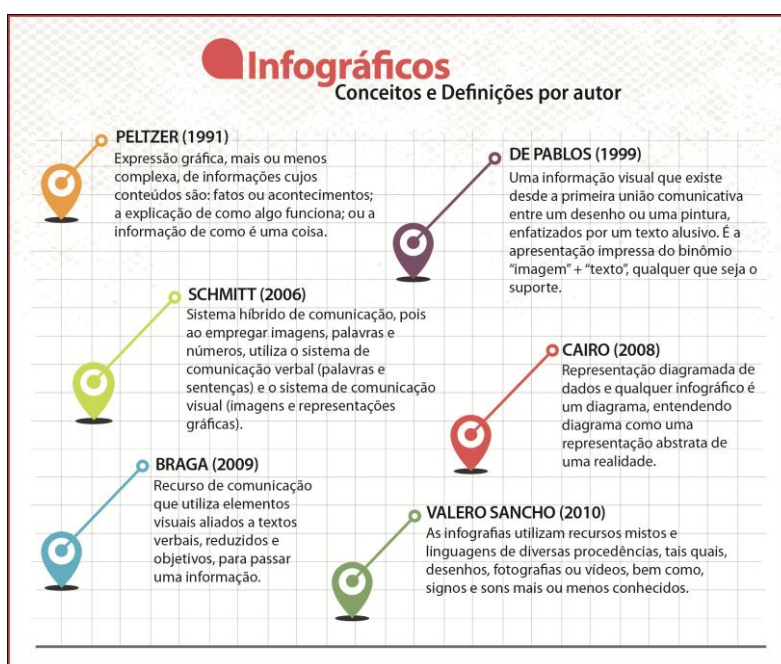 Infográficos
Conceitos e Definições por autor
PELTZER (1991)
Expressão gráfica, mais ou menos
complexa, de informações cujos
conteúdos são: fatos ou acontecimentos;
a explicação de como algo funciona; ou a
informação de como é uma coisa.
DE PABLOS (1999)
Uma informação visual que existe
desde a primeira união comunicativa
entre um desenho ou uma pintura,
enfatizados por um texto alusivo. É a
apresentação impressa do binômio
“imagem” + “texto”, qualquer que seja o
suporte.
SCHMITT (2006)
Sistema híbrído de comunicação, pois
ao empregar imagens, palavras e
números, utiliza o sistema de
comunicação verbal (palavras e
sentenças) e o sistema de comunicação
visual (imagens e representações
gráficas).
CAIRO (2008)
Representação diagramada de
dados e qualquer infográfico é
um diagrama, entendendo
diagrama como uma
representação abstrata de
uma realidade.
BRAGA (2009)
Recurso de comunicação
que utiliza elementos
visuais aliados a textos
verbais, reduzidos e
objetivos, para passar
uma informação.
VALERO SANCHO (2010)
As infografias utilizam recursos mistos e
linguagens de diversas procedências, tais quais,
desenhos, fotografias ou vídeos, bem como,
signos e sons mais ou menos conhecidos.